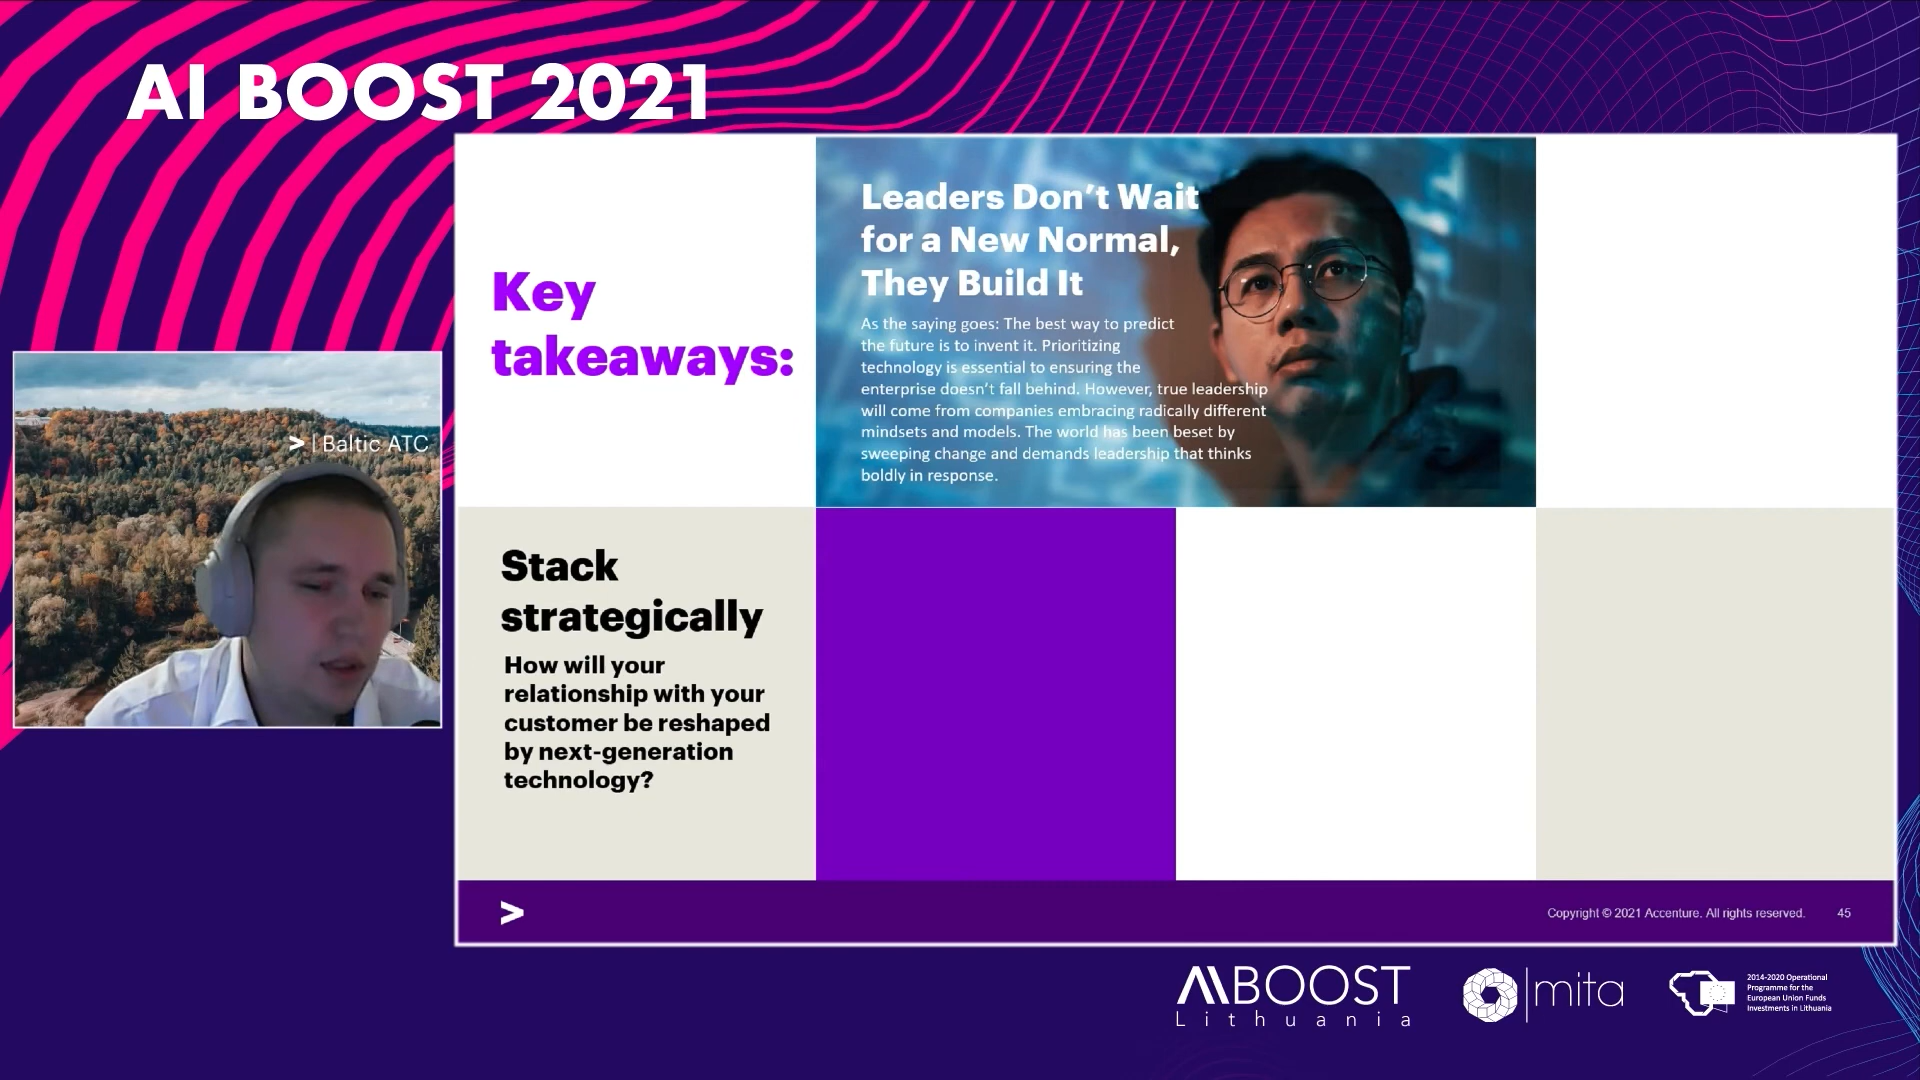 AI BOOST 2021
Key
takeaways:
Leaders Don’t Wait
for a New Normal,
They Build It
As the saying goes: The best way to predict
the future is to invent it. Prioritizing
technology is essential to ensuring the
enterprise doesn’t fall behind. However, true leadership
will come from companies embracing radically different
mindsets and models. The world has been beset by
sweeping change and demands leadership that thinks
boldly in response.
> | Baltic ATC
Stack
strategically
How will your
relationship with your
customer be reshaped
by next-generation
technology?
>
Copyright © 2021 Accenture. All rights reserved. 45
AIBOOST
Lithuania
mita
2014-2020 Operational
Programme for the
European Union Funds
Investments in Lithuania